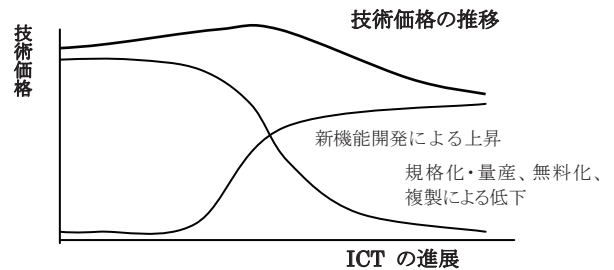 技術価格の推移
技術価格
新機能開発による上昇
規格化・量産、無料化、
複製による低下
ICT の進展